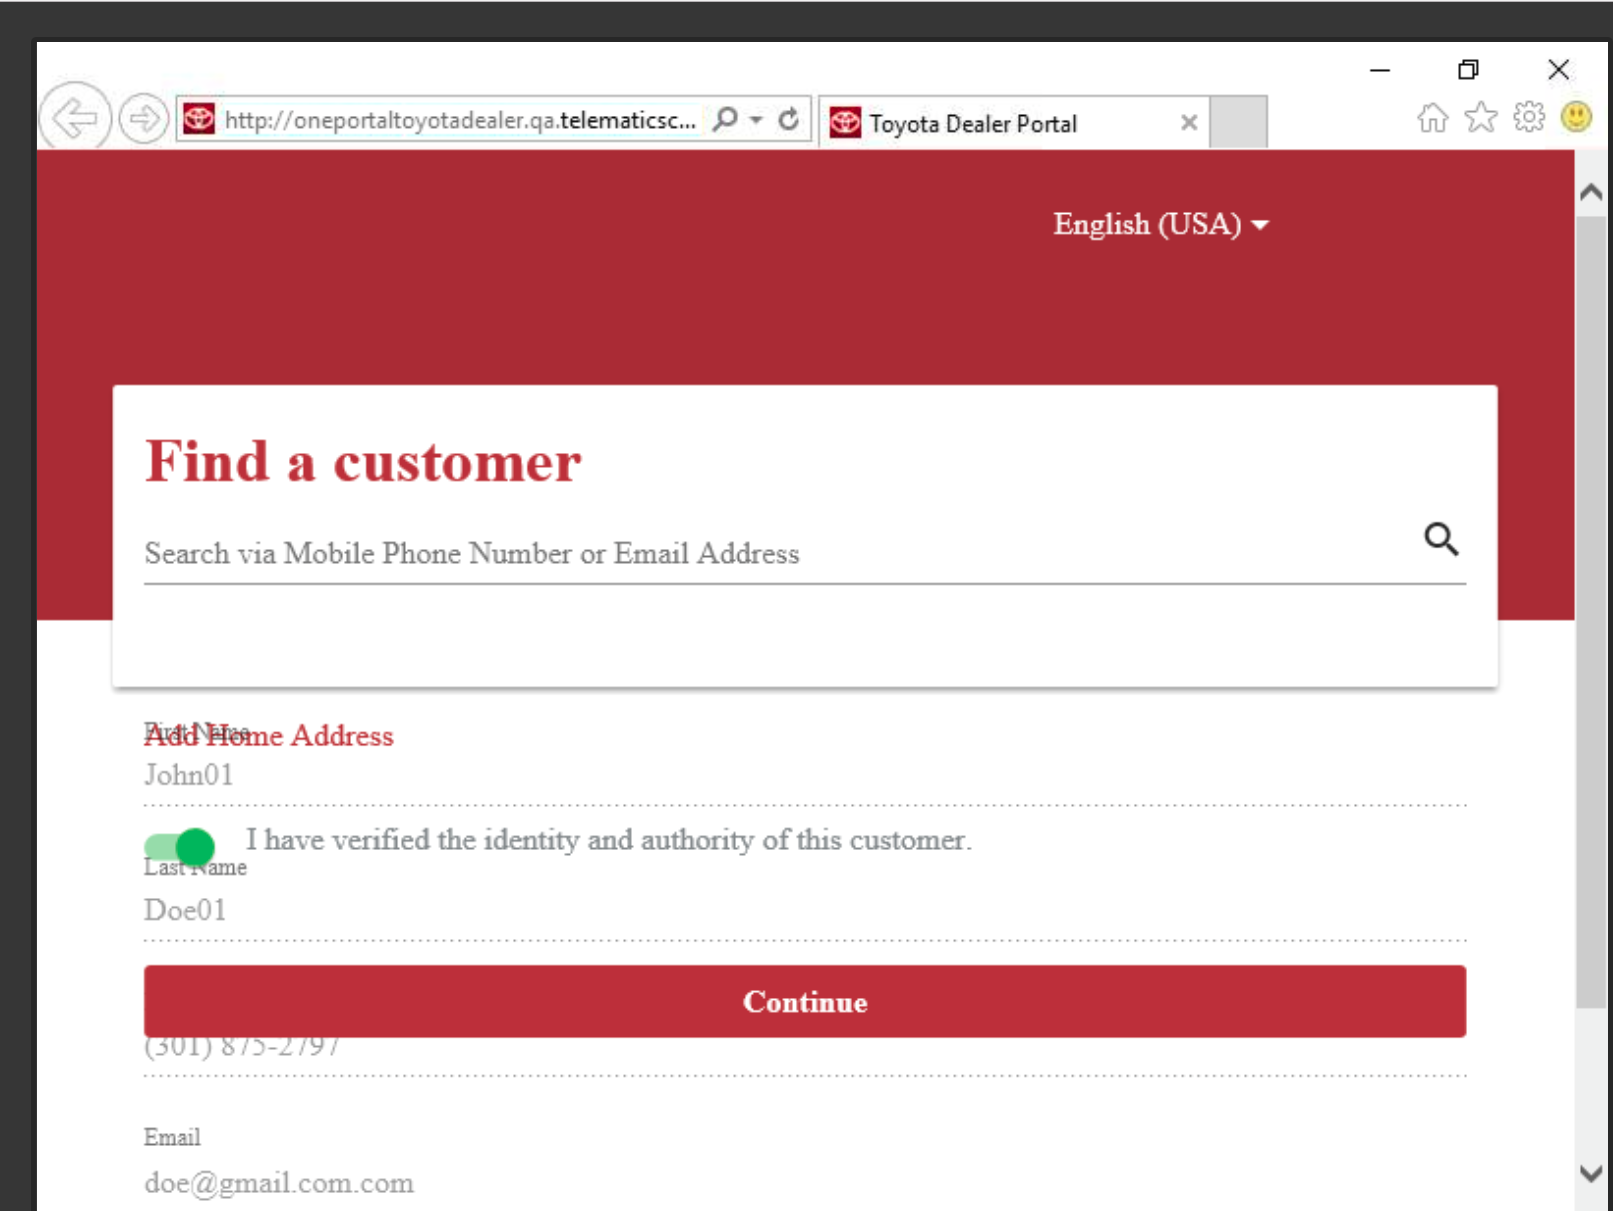 http://oneportaltoyotadealer.qa.telematicsc...
Toyota Dealer Portal
English (USA)
Find a customer
Search via Mobile Phone Number or Email Address
First Name
Add Home Address
John01
I have verified the identity and authority of this customer.
Last Name
Doe01
Continue
(301) 875-2797
Email
doe@gmail.com.com